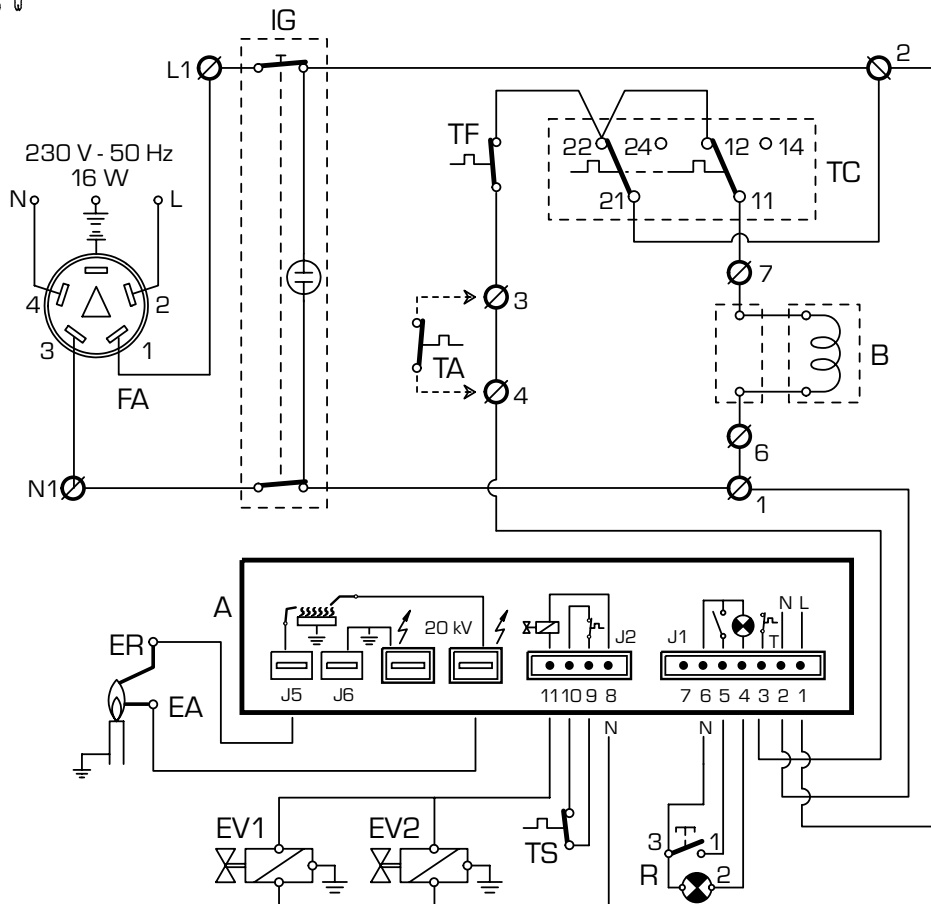 IG
L1
2
TF
22 24 12 14
TC
230 V - 50 Hz
16 W
N L
21 11
7
4 2
3 1
3
TA
B
FA
4
6
N1
1
A
20 kV
N L
J2
J1
T
ER
J5 J6
11 10 9 8
7 6 5 4 3 2 1
EA
N
N
EV1 EV2
TS
3 1
R 2